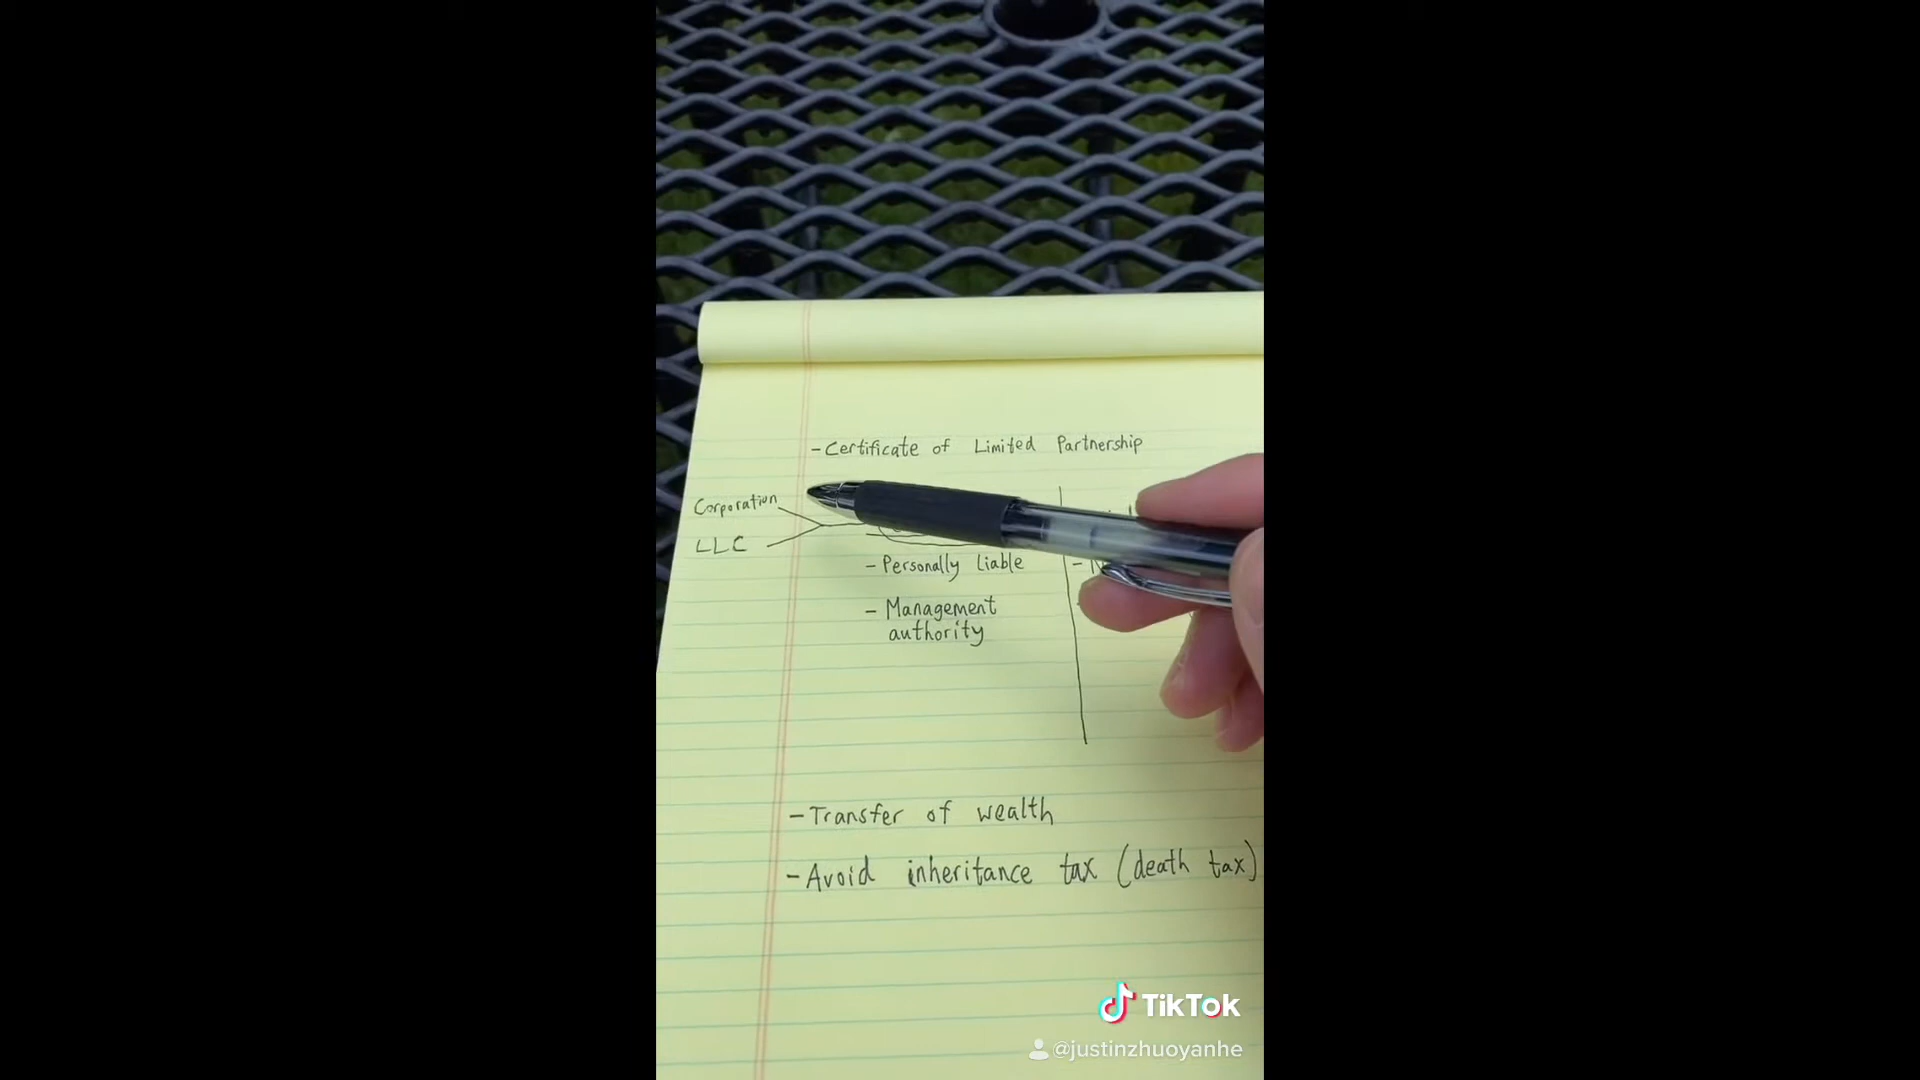 - Certificate of Limited Partnership
Corporation
LLC
- Personally liable
- Management
authority
- Transfer of wealth
- Avoid inheritance tax (death tax)
TikTok
@justinzhuoyanhe